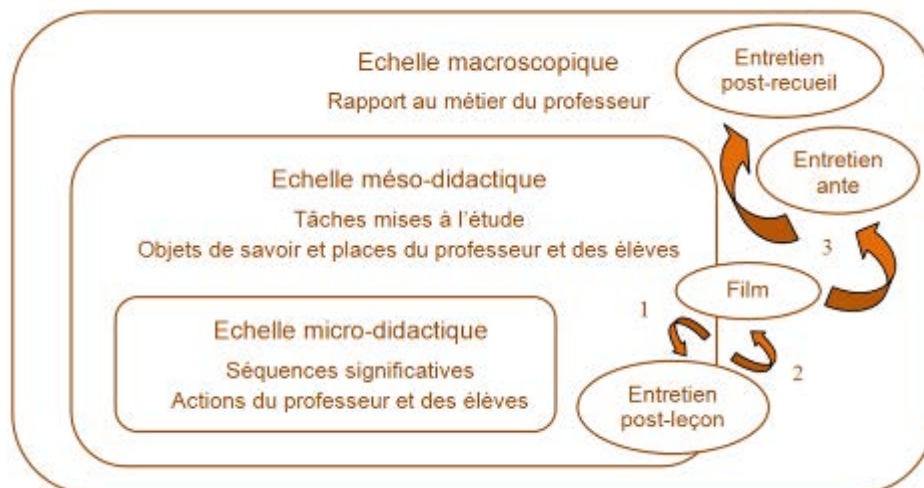 Echelle macroscopique
Rapport au métier du professeur
Entretien
post-recueil
Entretien
ante
Echelle méso-didactique
Tâches mises à l'étude
Objets de savoir et places du professeur et des élèves
3
Film
1
2
Echelle micro-didactique
Séquences significatives
Actions du professeur et des élèves
Entretien
post-leçon